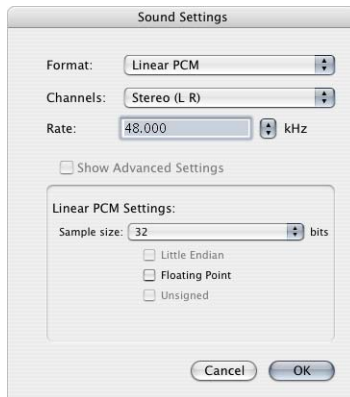 Sound Settings
Format: Linear PCM
Channels: Stereo (L R)
Rate: 48.000 kHz
Show Advanced Settings
Linear PCM Settings:
Sample size: 32 bits
Little Endian
Floating Point
Unsigned
Cancel OK